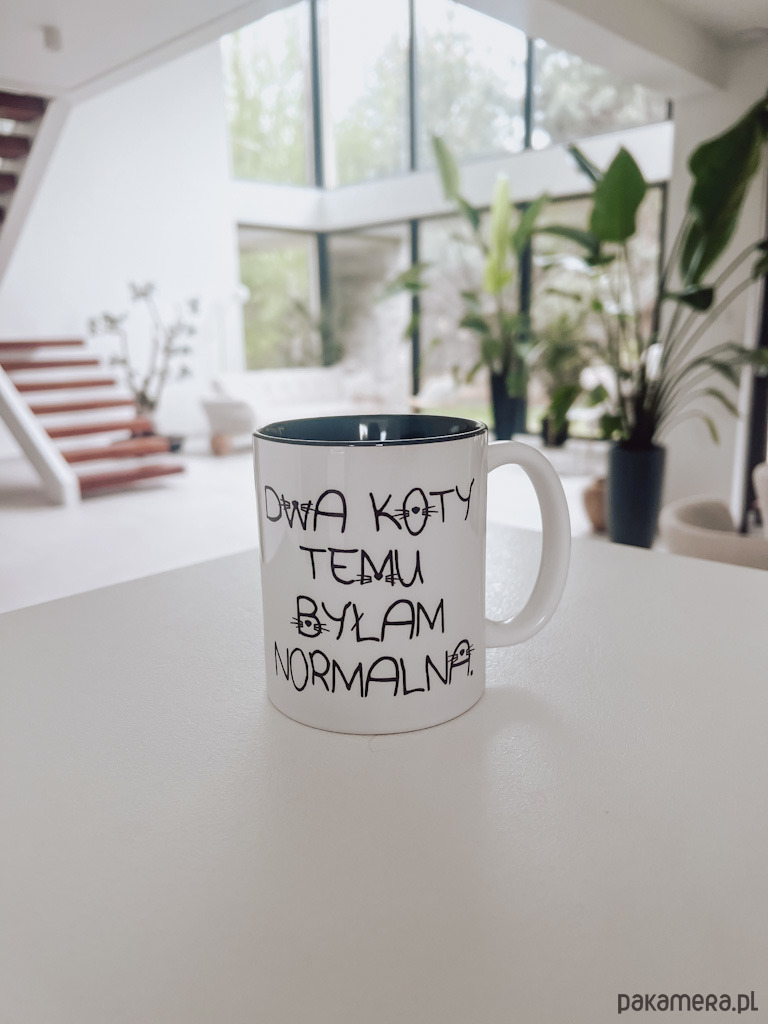 DWA KOTY
TEMU
BYŁAM
NORMALNA.
pakamera.pl